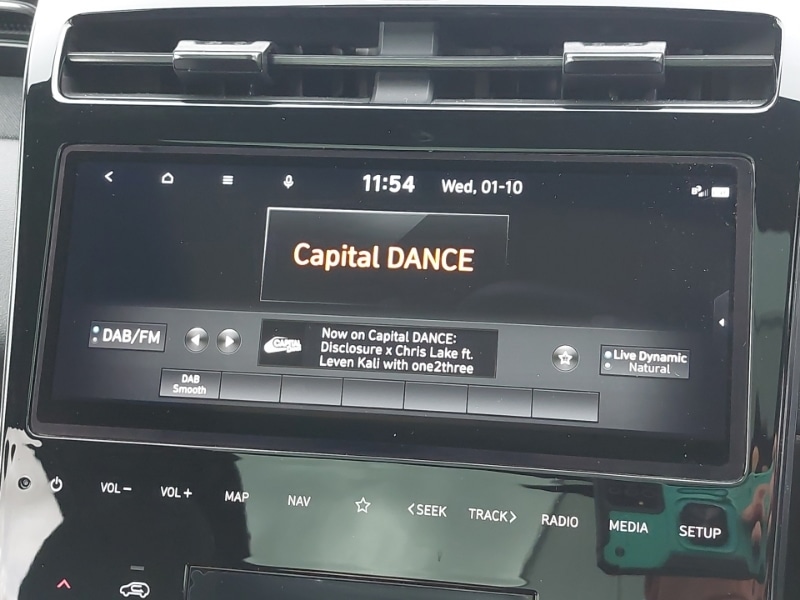 11:54 Wed, 01-10
Capital DANCE
DAB/FM
CAPITAL
Now on Capital DANCE:
Disclosure x Chris Lake ft.
Leven Kali with one2three
Live Dynamic
Natural
DAB
Smooth
VOL− VOL+ MAP NAV <SEEK TRACK> RADIO MEDIA SETUP